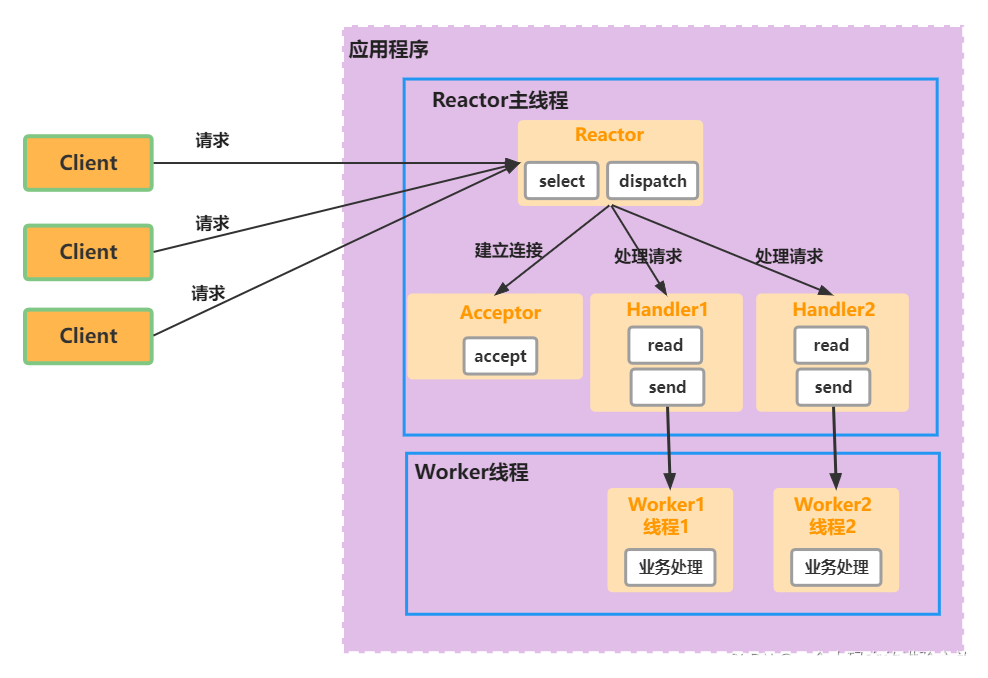 应用程序
Reactor主线程
Reactor
select
dispatch
Client
请求
Client
请求
Client
请求
建立连接
处理请求
处理请求
Acceptor
accept
Handler1
read
send
Handler2
read
send
Worker线程
Worker1
线程1
业务处理
Worker2
线程2
业务处理